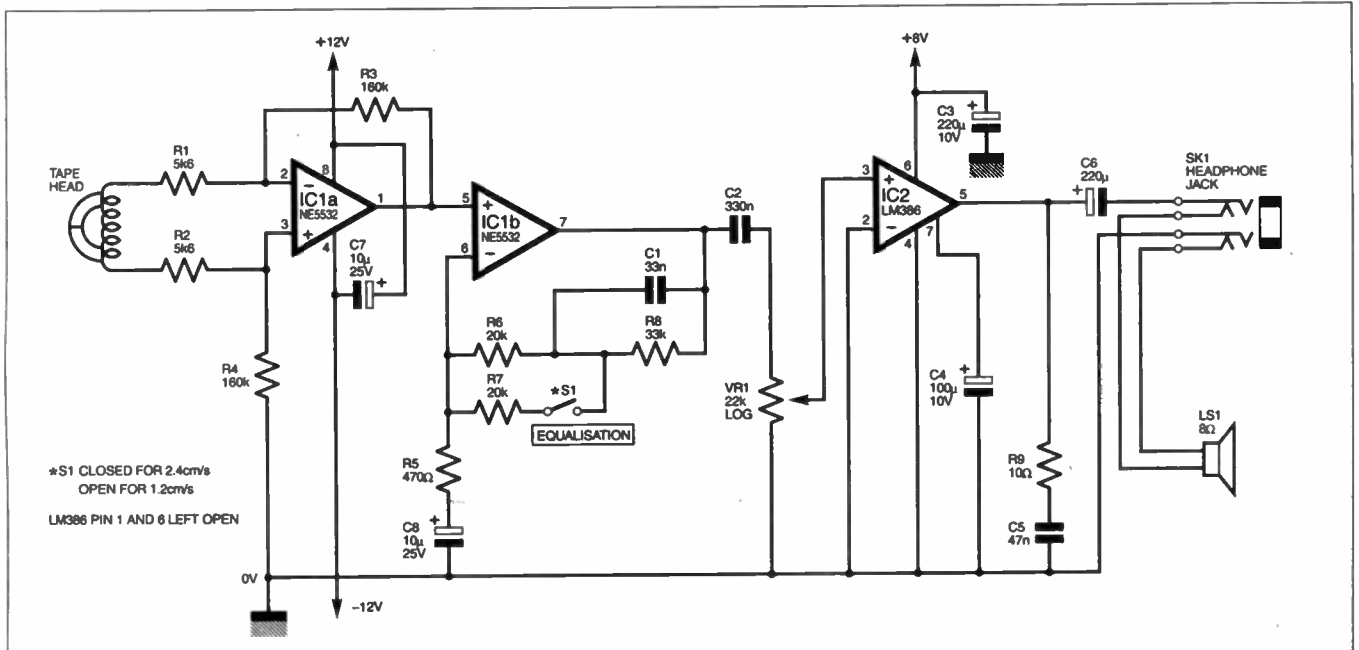 +12V
R3
160k
+8V
C3
220μ
10V
TAPE
HEAD
R1
5k6
2
8
IC1a
NE5532
1
3
4
R2
5k6
C7
10μ
25V
R4
160k
5
IC1b
NE5532
7
6
C2
330n
C1
33n
R6
20k
R8
33k
R7
20k
*S1
EQUALISATION
R5
470Ω
C8
10μ
25V
VR1
22k
LOG
3
6
IC2
LM386
5
2
4
7
C6
220μ
SK1
HEADPHONE
JACK
C4
100μ
10V
R9
10Ω
C5
47n
LS1
8Ω
*S1 CLOSED FOR 2.4cm/s
OPEN FOR 1.2cm/s
LM386 PIN 1 AND 6 LEFT OPEN
0V
-12V